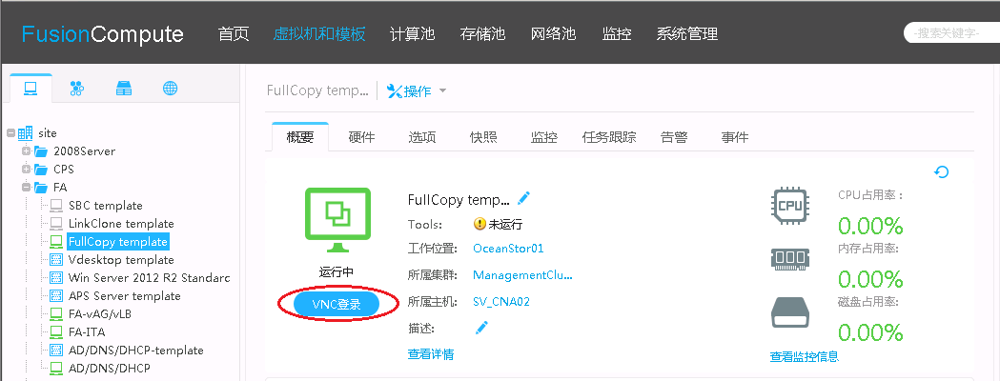 FusionCompute 首页 虚拟机和模板 计算池 存储池 网络池 监控 系统管理 -搜索关键字-
site
2008Server
CPS
FA
SBC template
LinkClone template
FullCopy template
Vdesktop template
Win Server 2012 R2 Standarc
APS Server template
FA-vAG/vLB
FA-ITA
AD/DNS/DHCP-template
AD/DNS/DHCP
FullCopy temp... 操作
概要 硬件 选项 快照 监控 任务跟踪 告警 事件
运行中
VNC登录
FullCopy temp...
Tools: 未运行
工作位置: OceanStor01
所属集群: ManagementClu...
所属主机: SV_CNA02
描述:
查看详情
CPU
CPU占用率：
0.00%
内存占用率:
0.00%
磁盘占用率:
0.00%
查看监控信息